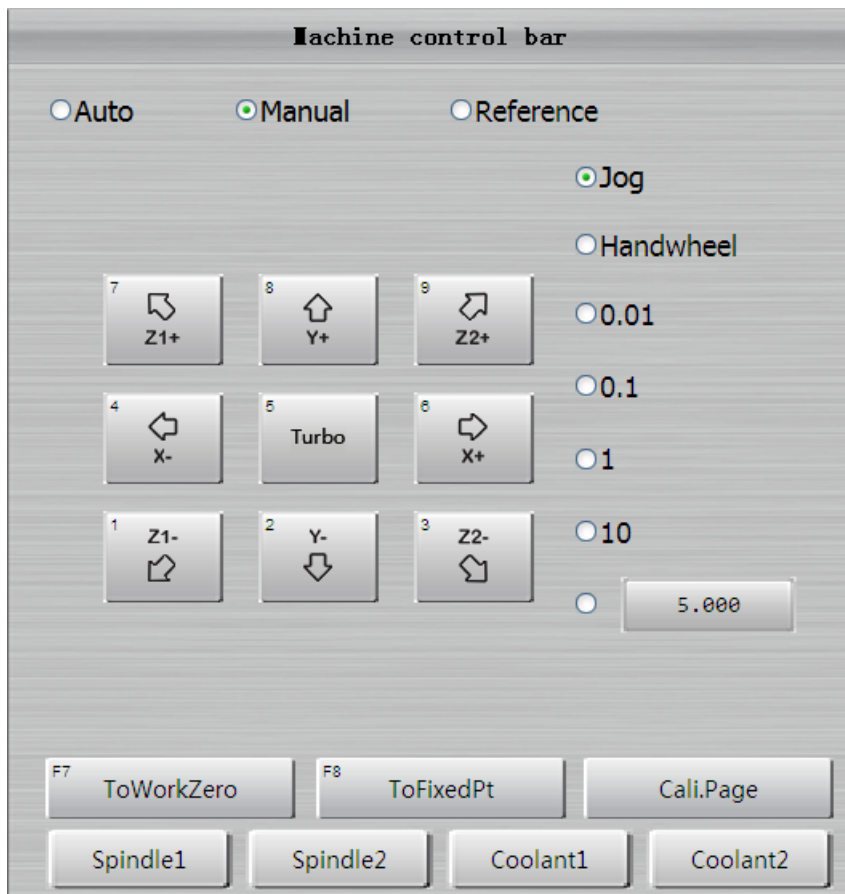 Machine control bar
Auto Manual Reference
Jog
Handwheel
7 8 9
Z1+ Y+ Z2+
0.01
0.1
4 5 6
Turbo
X- X+
1
1 2 3
Z1- Y- Z2-
10
5.000
F7 ToWorkZero F8 ToFixedPt Cali.Page
Spindle1 Spindle2 Coolant1 Coolant2